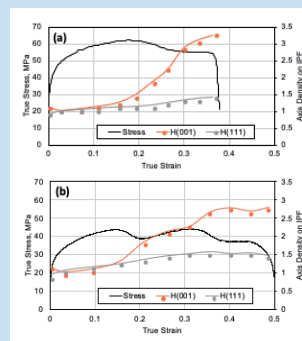 (a)
70
60
50
40
30
20
10
0
3.5
3
2.5
2
1.5
1
0.5
0
True Stress, MPa
Axis Density on IPF
Stress H(001) H(111)
0 0.1 0.2 0.3 0.4 0.5
True Strain
(b)
70
60
50
40
30
20
10
0
3.5
3
2.5
2
1.5
1
0.5
0
True Stress, MPa
Axis Density on IPF
Stress H(001) H(111)
0 0.1 0.2 0.3 0.4 0.5
True Strain